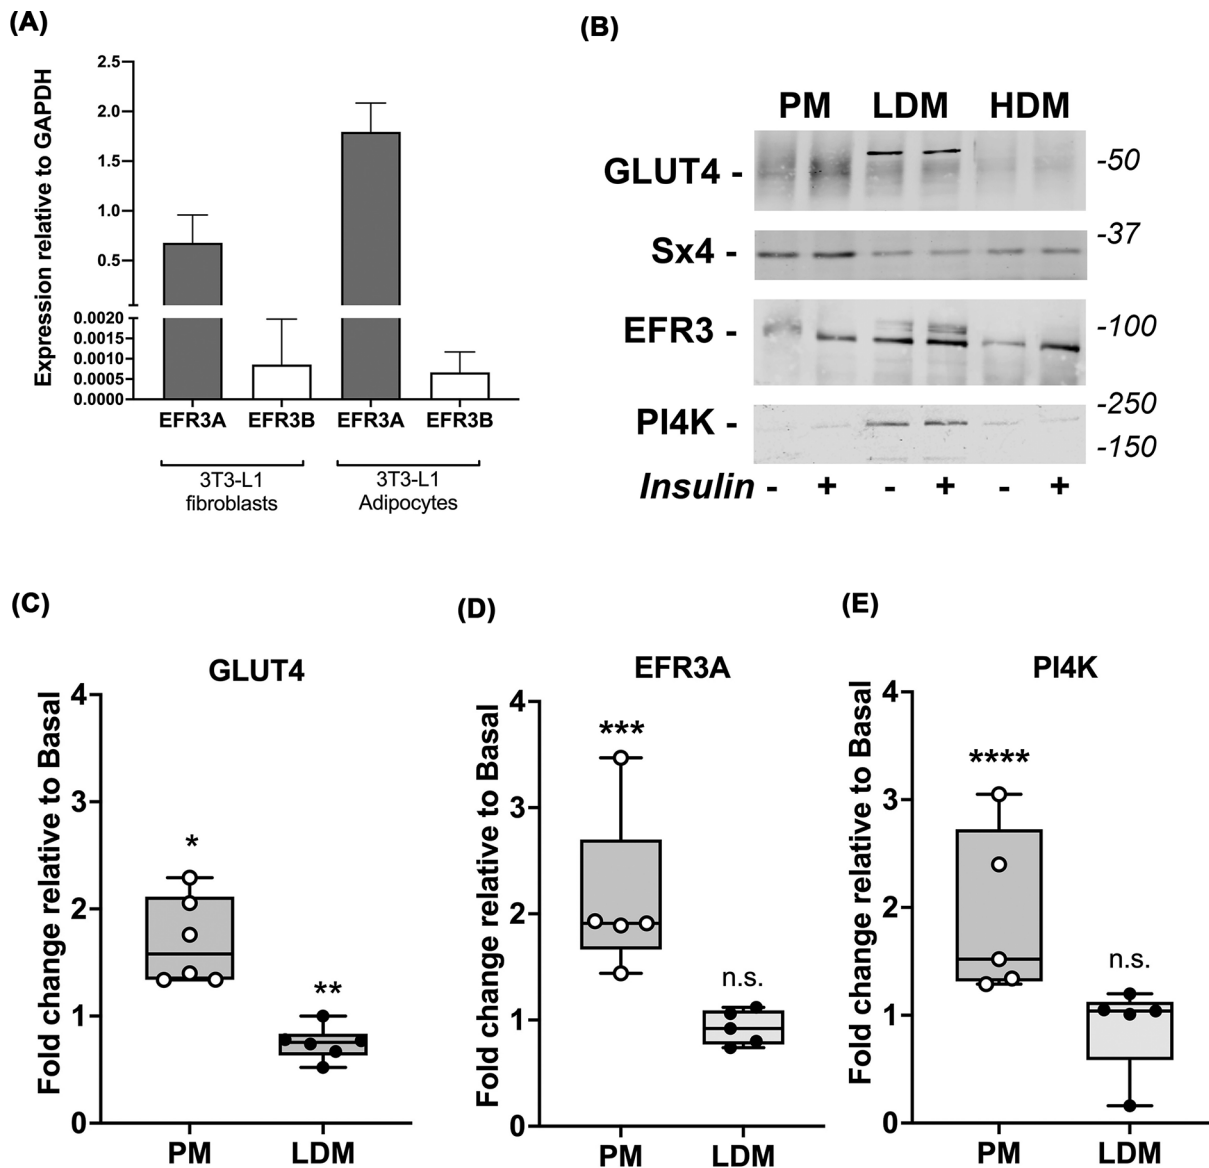 (A)
Expression relative to GAPDH
2.5
2.0
1.5
1.0
0.5
0.0020
0.0015
0.0010
0.0005
0.0000
EFR3A EFR3B EFR3A EFR3B
3T3-L1 3T3-L1
fibroblasts Adipocytes
(B)
PM LDM HDM
GLUT4 - -50
Sx4 - -37
EFR3 - -100
PI4K - -250
-150
Insulin - + - + - +
(C)
GLUT4
Fold change relative to Basal
4
3
2
1
0
*
**
PM LDM
(D)
EFR3A
Fold change relative to Basal
4
3
2
1
0
***
n.s.
PM LDM
(E)
PI4K
Fold change relative to Basal
4
3
2
1
0
****
n.s.
PM LDM